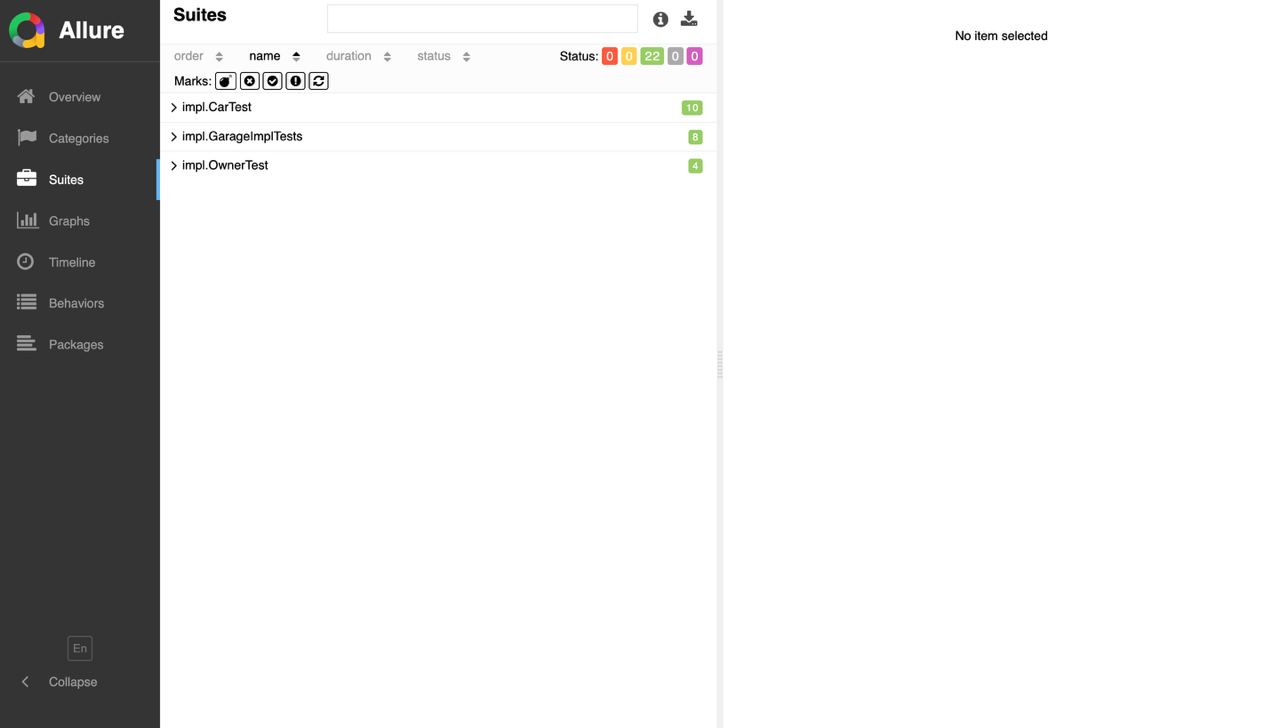 Allure
Overview
Categories
Suites
Graphs
Timeline
Behaviors
Packages
En
Collapse
Suites
order name duration status Status: 0 0 22 0 0
Marks:
impl.CarTest 10
impl.GarageImplTests 8
impl.OwnerTest 4
No item selected